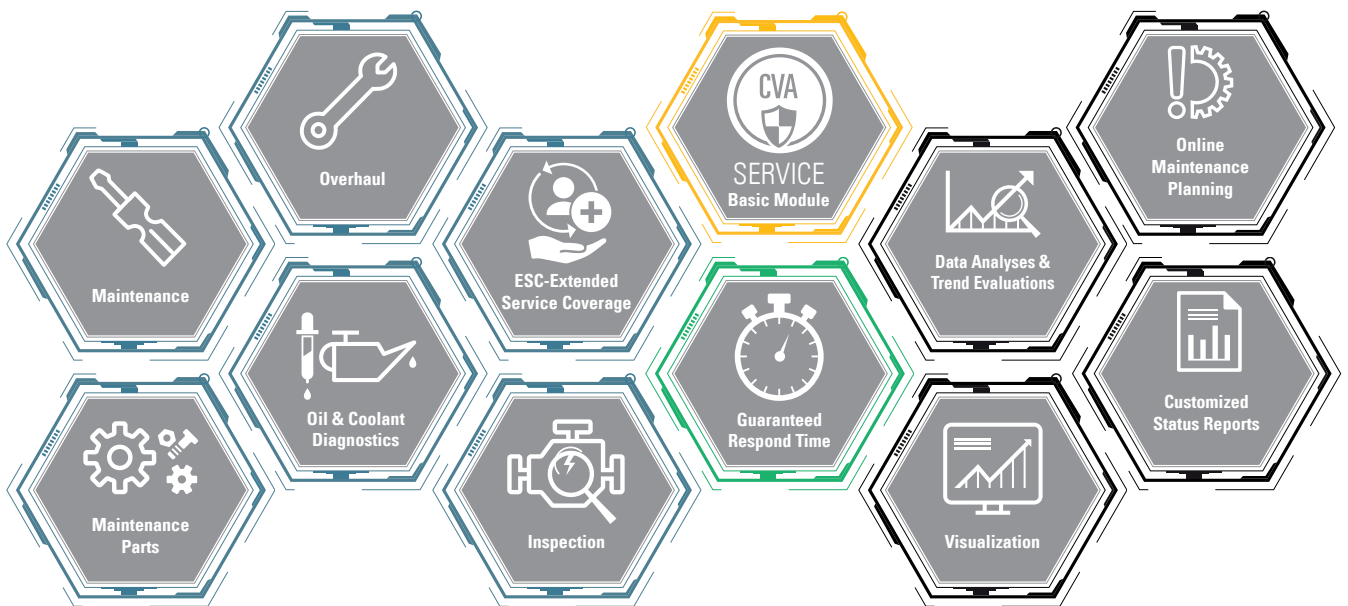 Overhaul
CVA
SERVICE
Basic Module
Online
Maintenance
Planning
Maintenance
ESC-Extended
Service Coverage
Data Analyses &
Trend Evaluations
Oil & Coolant
Diagnostics
Guaranteed
Respond Time
Customized
Status Reports
Maintenance
Parts
Inspection
Visualization